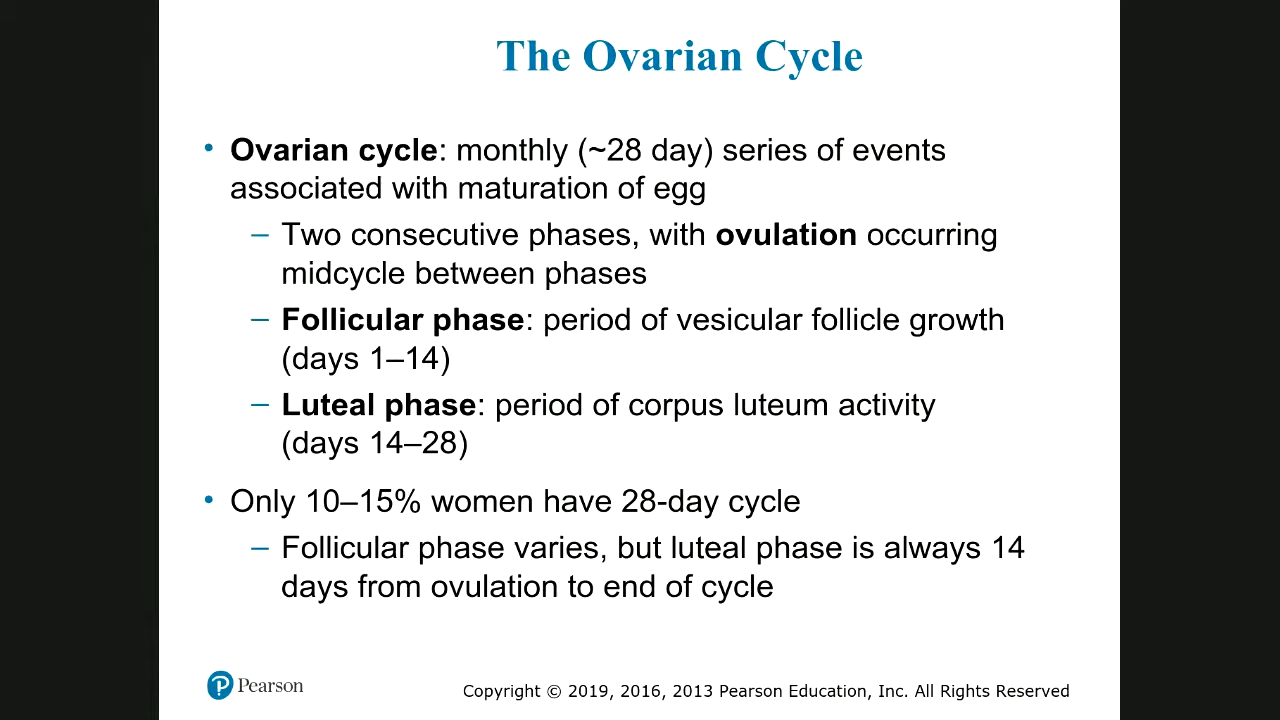 The Ovarian Cycle
• Ovarian cycle: monthly (~28 day) series of events
associated with maturation of egg
– Two consecutive phases, with ovulation occurring
midcycle between phases
– Follicular phase: period of vesicular follicle growth
(days 1–14)
– Luteal phase: period of corpus luteum activity
(days 14–28)
• Only 10–15% women have 28-day cycle
– Follicular phase varies, but luteal phase is always 14
days from ovulation to end of cycle
P Pearson
Copyright © 2019, 2016, 2013 Pearson Education, Inc. All Rights Reserved